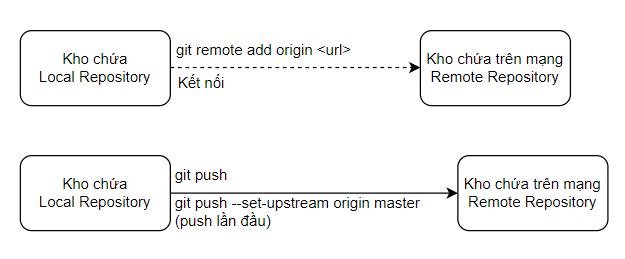 Kho chứa
Local Repository
git remote add origin <url>
Kết nối
Kho chứa trên mạng
Remote Repository
Kho chứa
Local Repository
git push
git push --set-upstream origin master
(push lần đầu)
Kho chứa trên mạng
Remote Repository